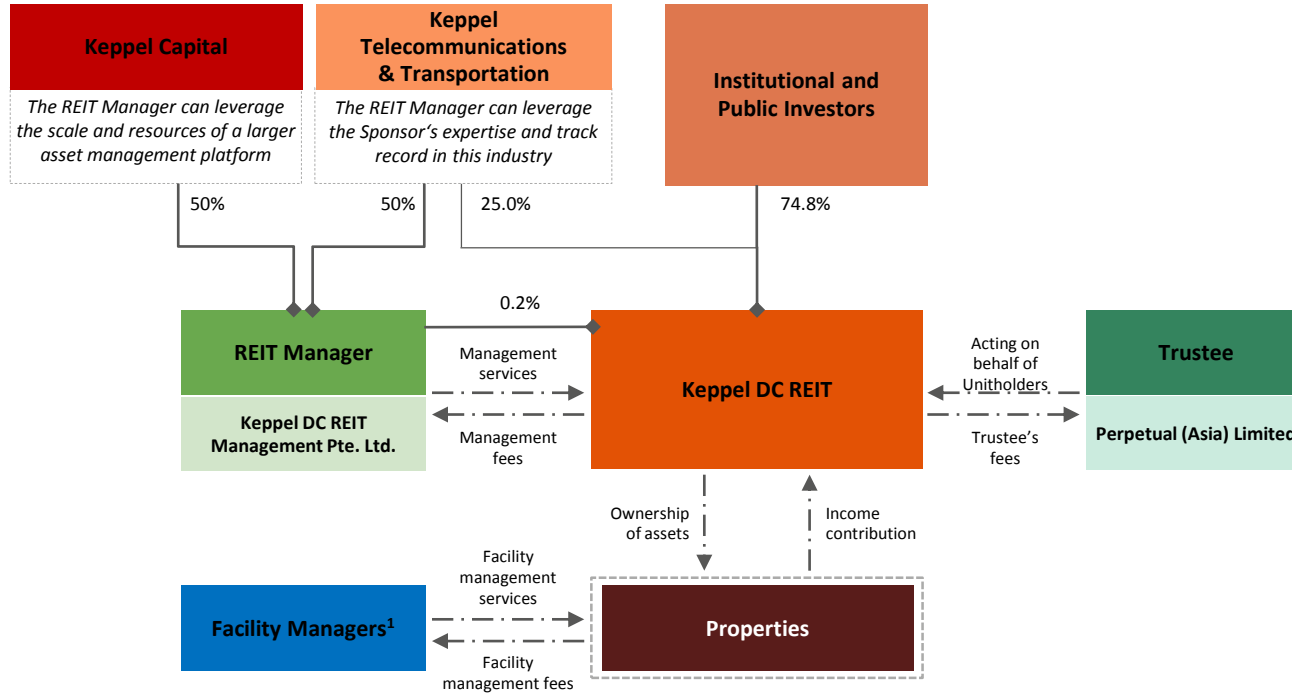 Keppel Capital
The REIT Manager can leverage
the scale and resources of a larger
asset management platform
Keppel
Telecommunications
& Transportation
The REIT Manager can leverage
the Sponsor‘s expertise and track
record in this industry
Institutional and
Public Investors
50%
50%
25.0%
74.8%
0.2%
REIT Manager
Keppel DC REIT
Management Pte. Ltd.
Management
services
Management
fees
Keppel DC REIT
Acting on
behalf of
Unitholders
Trustee’s
fees
Trustee
Perpetual (Asia) Limited
Ownership
of assets
Income
contribution
Facility Managers¹
Facility
management
services
Facility
management fees
Properties